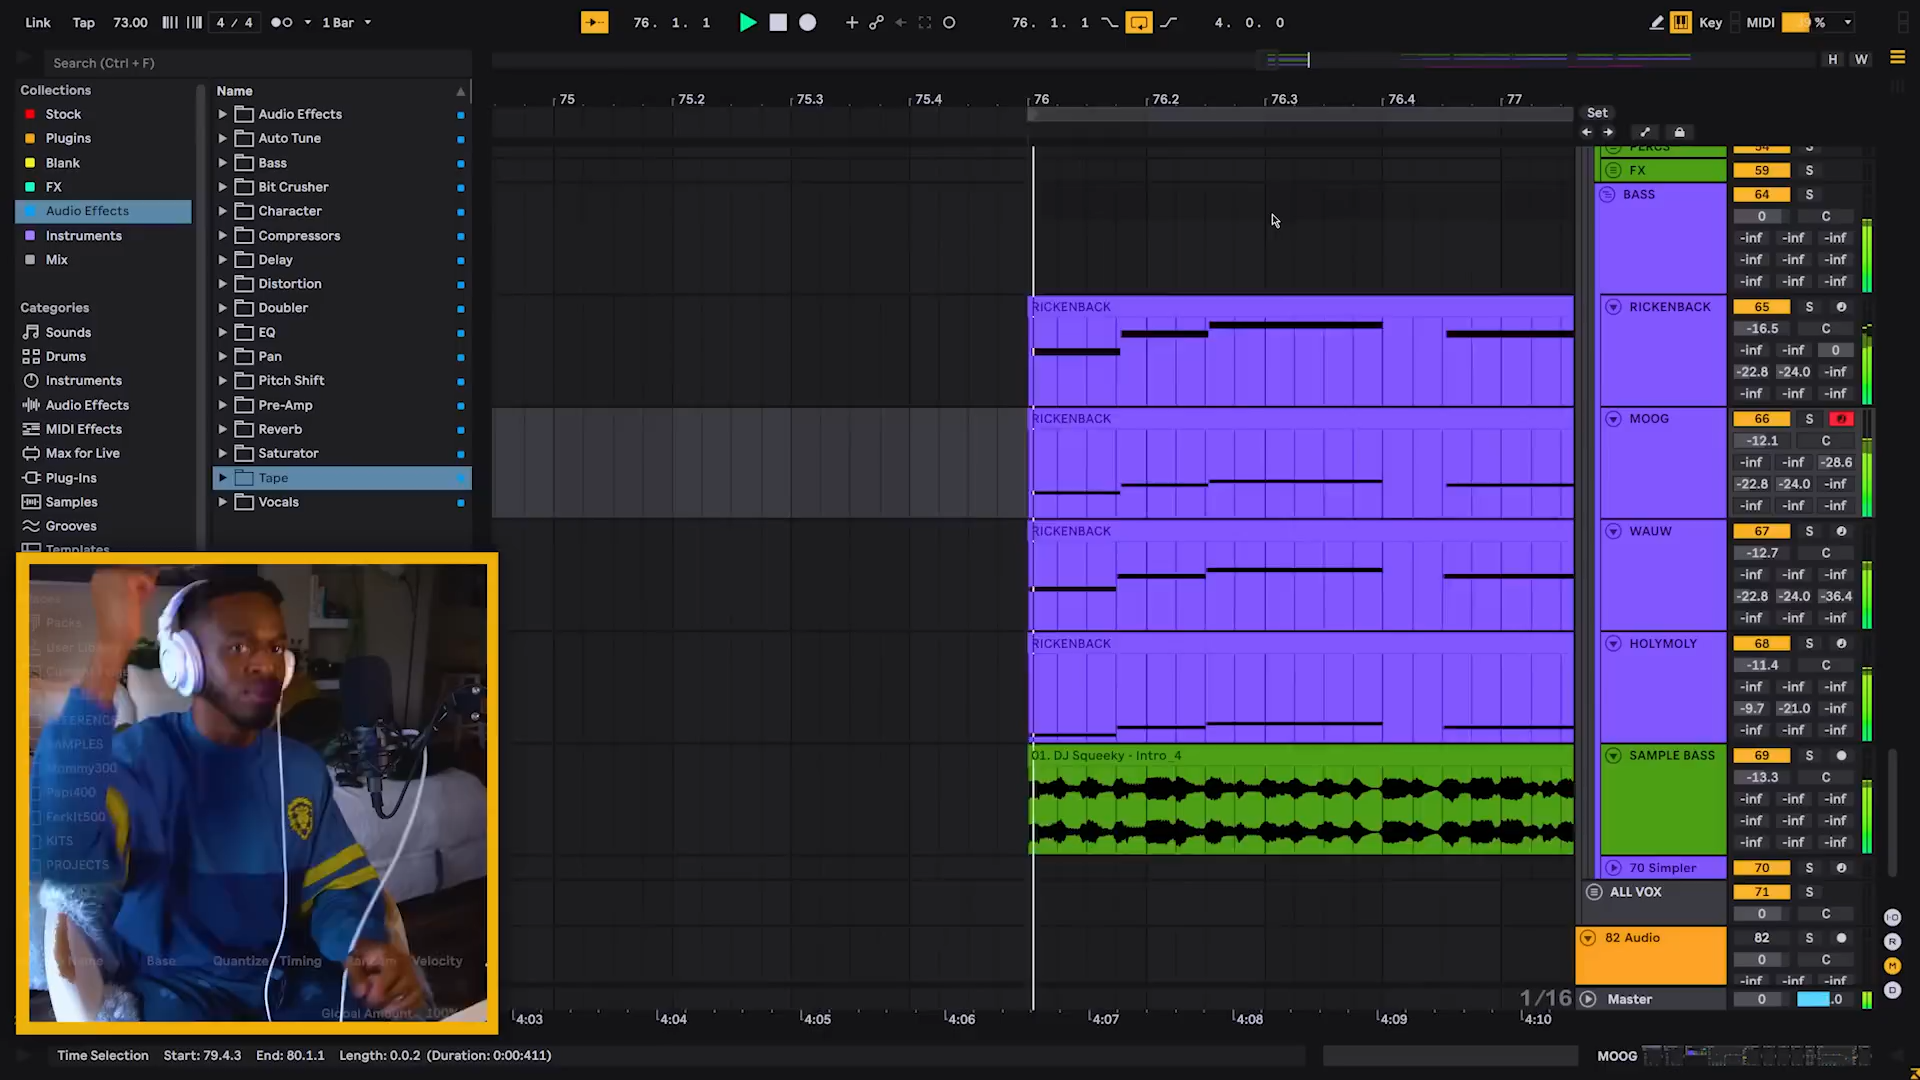 Link Tap 73.00 4 / 4 1 Bar 76. 1. 1 76. 1. 1 4. 0. 0 Key MIDI %
Search (Ctrl + F)
H W
Collections
Stock
Plugins
Blank
FX
Audio Effects
Instruments
Mix
Categories
Sounds
Drums
Instruments
Audio Effects
MIDI Effects
Max for Live
Plug-Ins
Samples
Grooves
Templates
Packs
SAMPLES
Mommy300
Papi400
FerkIt500
KITS
PROJECTS
Name
Audio Effects
Auto Tune
Bass
Bit Crusher
Character
Compressors
Delay
Distortion
Doubler
EQ
Pan
Pitch Shift
Pre-Amp
Reverb
Saturator
Tape
Vocals
Name Base Quantize Timing Random Velocity
Global Amount 100%
75 75.2 75.3 75.4 76 76.2 76.3 76.4 77
Set
RICKENBACK
RICKENBACK
RICKENBACK
RICKENBACK
01. DJ Squeeky - Intro _4
PERCS 54 S
FX 59 S
BASS 64 S
0 C
-inf -inf -inf
-inf -inf -inf
-inf -inf -inf
RICKENBACK 65 S
-16.5 C
-inf -inf 0
-22.8 -24.0 -inf
-inf -inf -inf
MOOG 66 S
-12.1 C
-inf -inf -28.6
-22.8 -24.0 -inf
-inf -inf -inf
WAUW 67 S
-12.7 C
-inf -inf -inf
-22.8 -24.0 -36.4
-inf -inf -inf
HOLYMOLY 68 S
-11.4 C
-inf -inf -inf
-9.7 -21.0 -inf
-inf -inf -inf
SAMPLE BASS 69 S
-13.3 C
-inf -inf -inf
-inf -inf -inf
-inf -inf -inf
70 Simpler 70 S
ALL VOX 71 S
0 C
82 Audio 82 S
0 C
-inf -inf -inf
1/16 Master 0
I·O
R
M
D
4:03 4:04 4:05 4:06 4:07 4:08 4:09 4:10
Time Selection Start: 79.4.3 End: 80.1.1 Length: 0.0.2 (Duration: 0:00:411)
MOOG